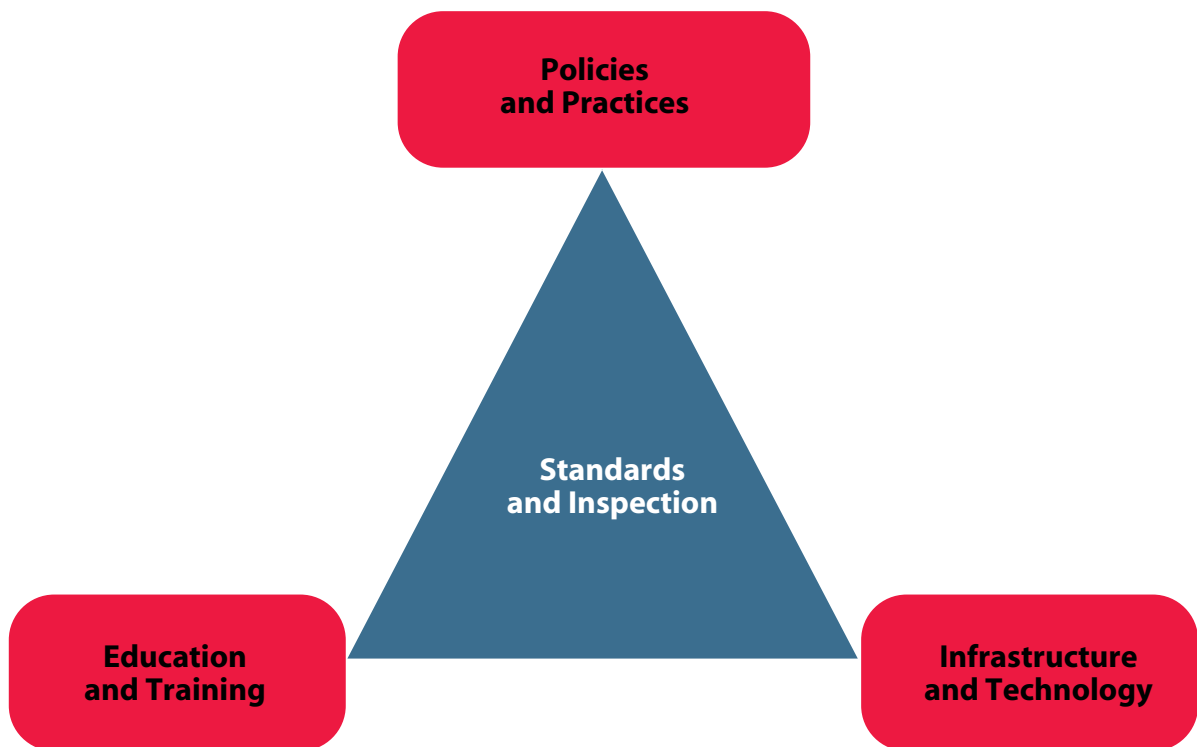 Policies
and Practices
Standards
and Inspection
Education
and Training
Infrastructure
and Technology